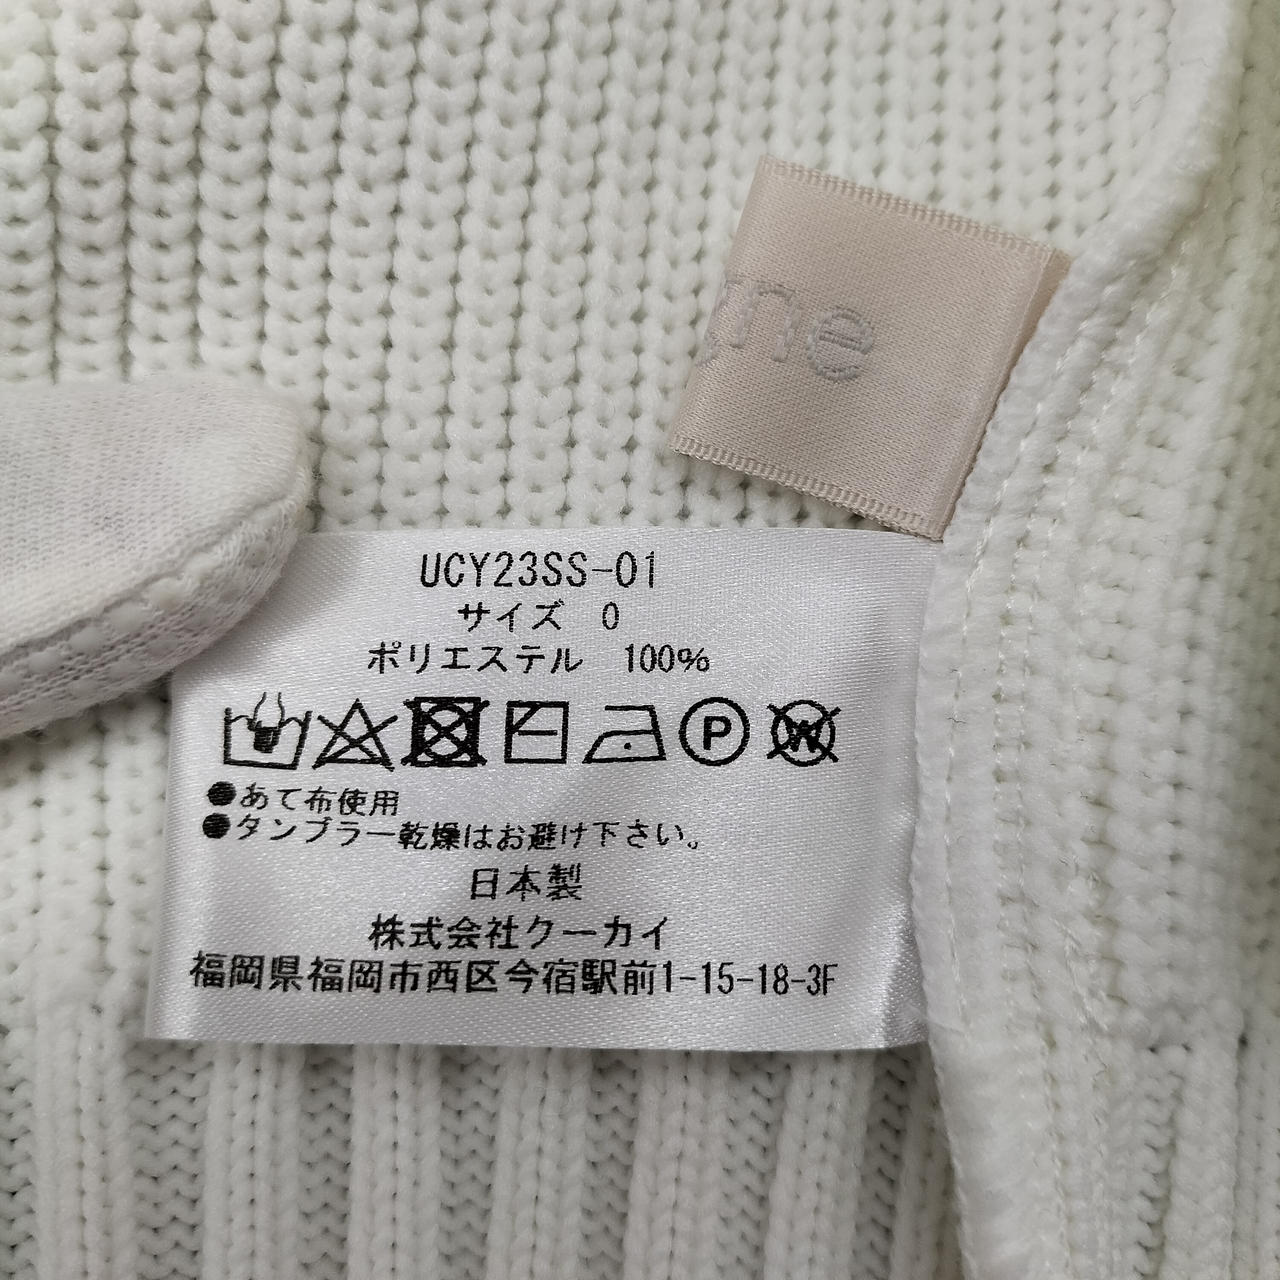 UCY23SS-01
サイズ 0
ポリエステル 100%
P
W
●あて布使用
●タンブラー乾燥はお避け下さい。
日本製
株式会社クーカイ
福岡県福岡市西区今宿駅前1-15-18-3F